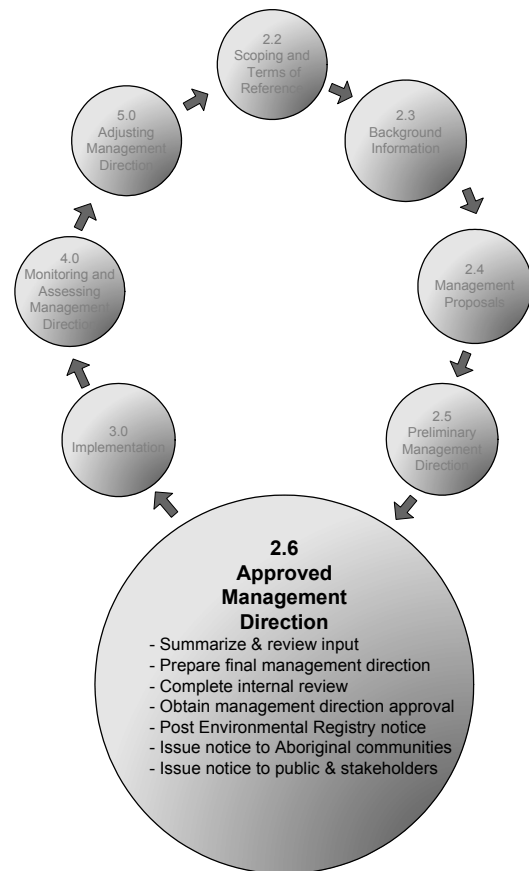 2.2
Scoping and
Terms of
Reference
2.3
Background
Information
2.4
Management
Proposals
2.5
Preliminary
Management
Direction
2.6
Approved
Management
Direction
- Summarize & review input
- Prepare final management direction
- Complete internal review
- Obtain management direction approval
- Post Environmental Registry notice
- Issue notice to Aboriginal communities
- Issue notice to public & stakeholders
3.0
Implementation
4.0
Monitoring and
Assessing
Management
Direction
5.0
Adjusting
Management
Direction